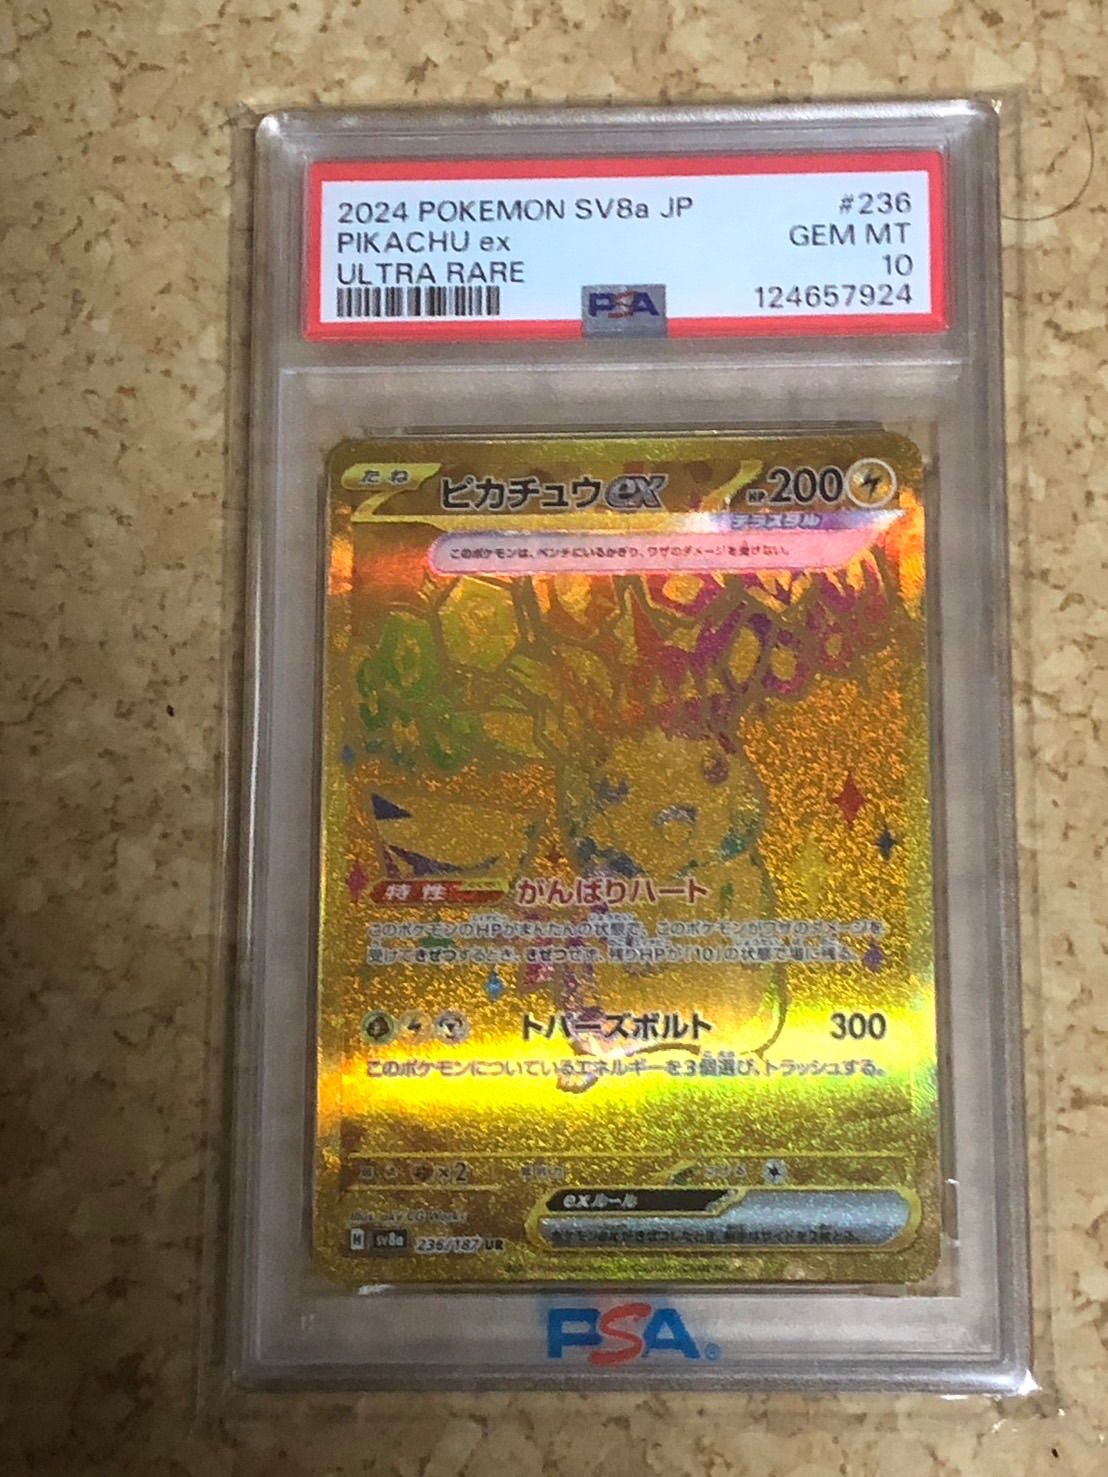 2024 POKEMON SV8a JP #236
PIKACHU ex GEM MT
ULTRA RARE 10
PSA 124657924
たね ピカチュウex HP200
テラスタル
このポケモンは、ベンチにいるかぎり、ワザのダメージを受けない。
特性 がんばりハート
このポケモンのHPがまんたんの状態で、このポケモンがワザのダメージを
受けてきぜつするとき、きぜつせず、残りHPが「10」の状態で場に残る。
トパーズボルト 300
このポケモンについているエネルギーを3個選び、トラッシュする。
×2
exルール
H sv8a 236/187 UR
PSA